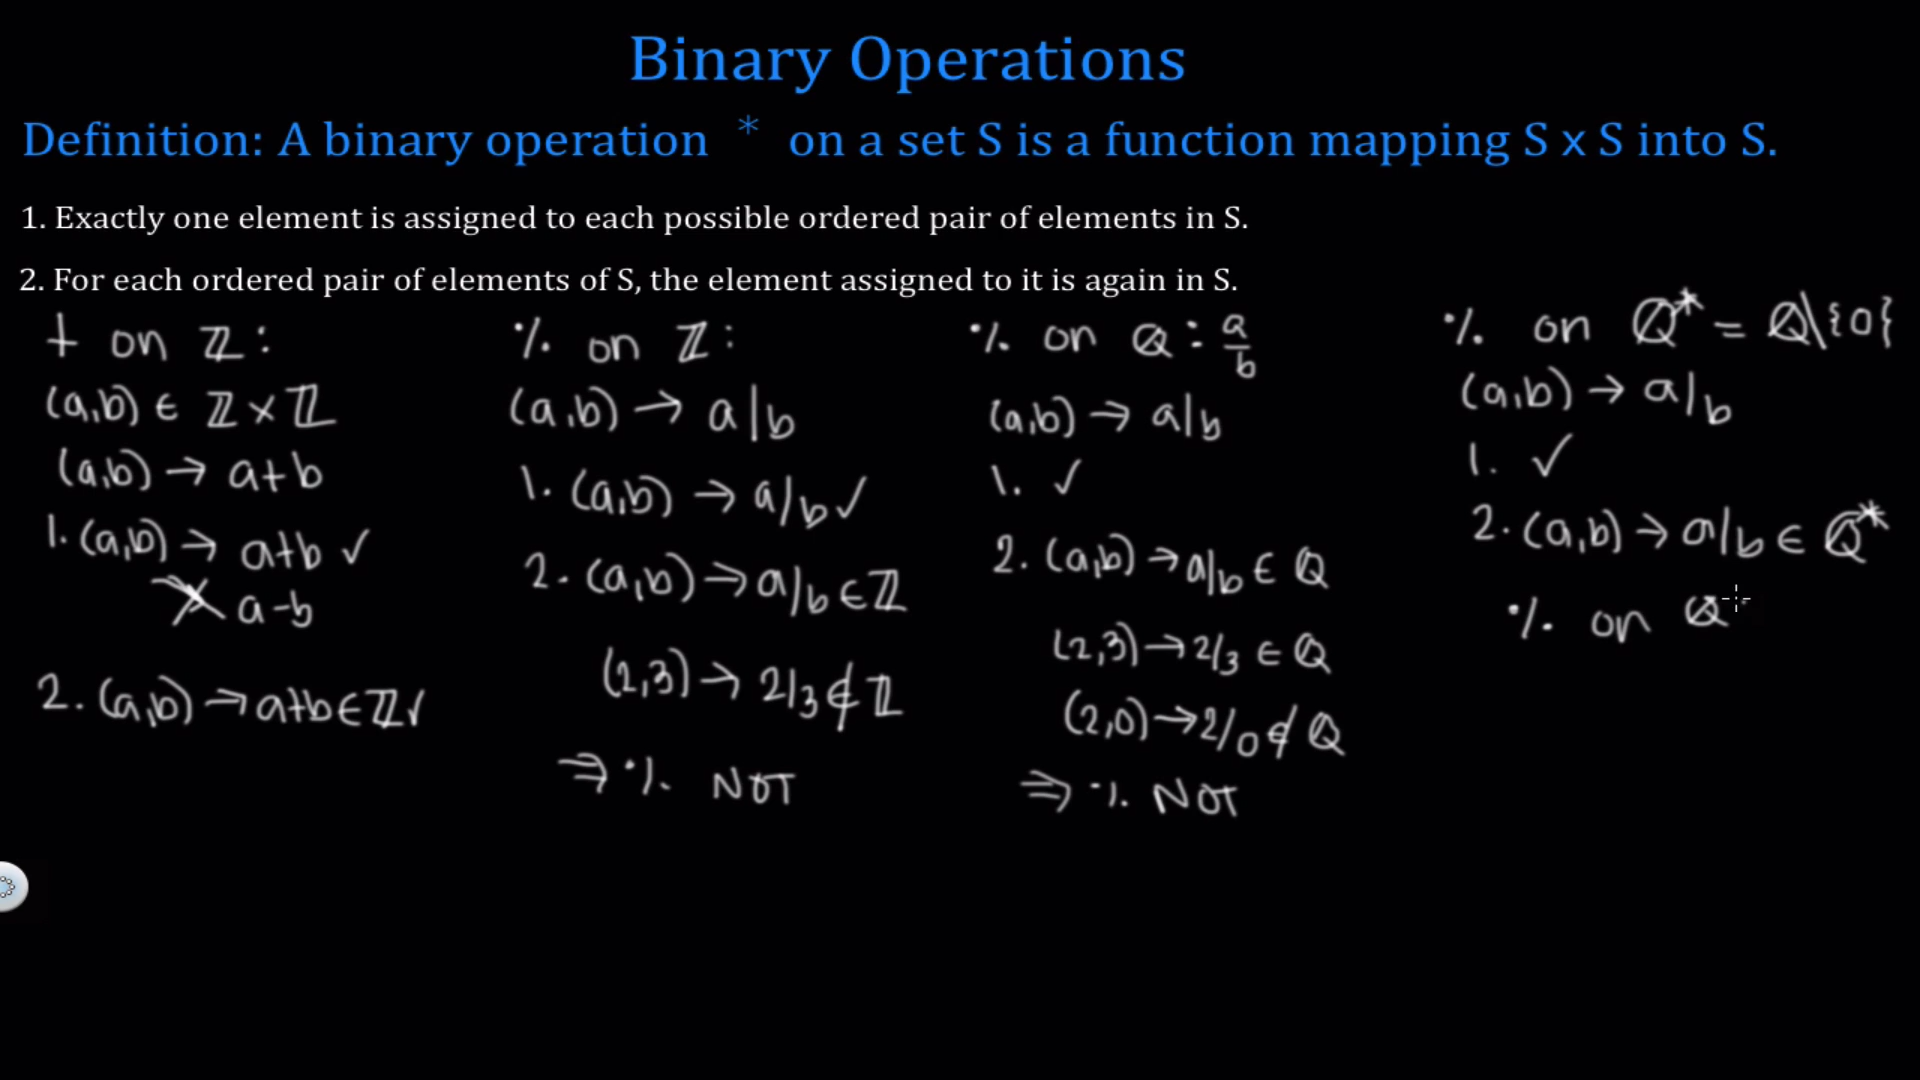 Binary Operations
Definition: A binary operation * on a set S is a function mapping S x S into S.
1. Exactly one element is assigned to each possible ordered pair of elements in S.
2. For each ordered pair of elements of S, the element assigned to it is again in S.
+ on ℤ:
(a,b) ∈ ℤ × ℤ
(a,b) → a+b
1. (a,b) → a+b ✓
a-b
2. (a,b) → a+b ∈ ℤ ✓
% on ℤ:
(a,b) → a/b
1. (a,b) → a/b ✓
2. (a,b) → a/b ∈ ℤ
(2,3) → 2/3 ∉ ℤ
⇒ % NOT
% on ℚ: a/b
(a,b) → a/b
1. ✓
2. (a,b) → a/b ∈ ℚ
(2,3) → 2/3 ∈ ℚ
(2,0) → 2/0 ∉ ℚ
⇒ % NOT
% on ℚ* = ℚ\{0}
(a,b) → a/b
1. ✓
2. (a,b) → a/b ∈ ℚ*
% on ℚ